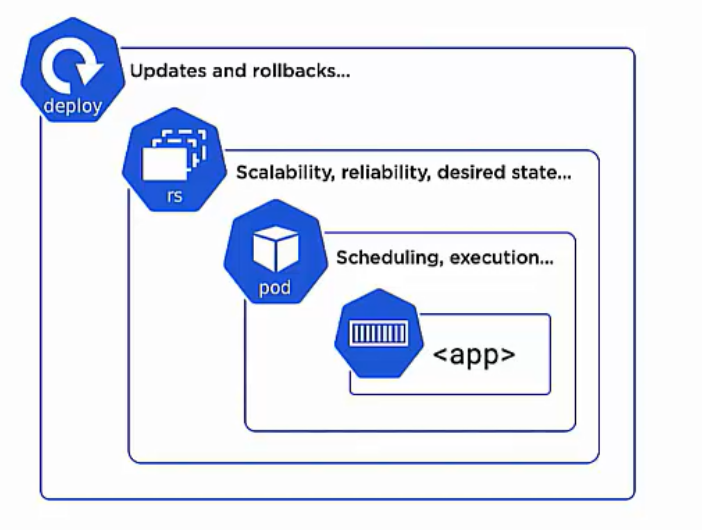 Updates and rollbacks...
deploy
Scalability, reliability, desired state...
rs
Scheduling, execution...
pod
<app>